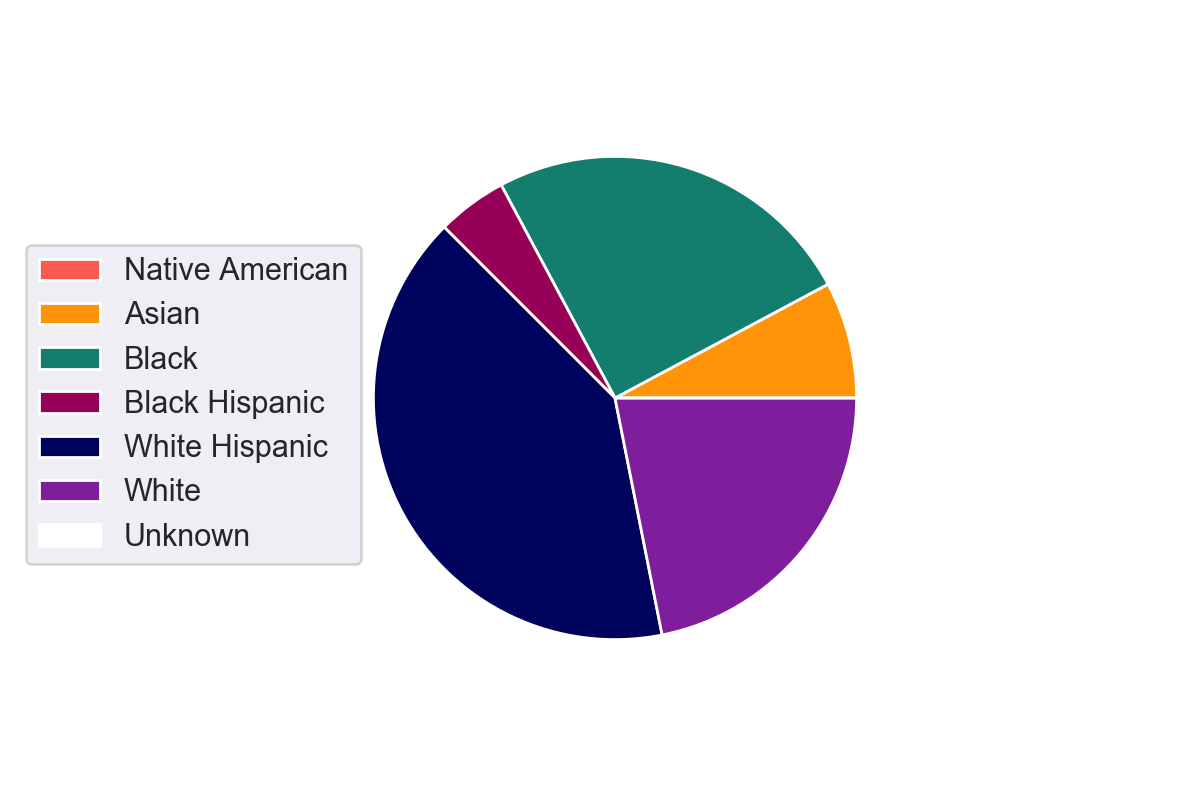 Native American
Asian
Black
Black Hispanic
White Hispanic
White
Unknown